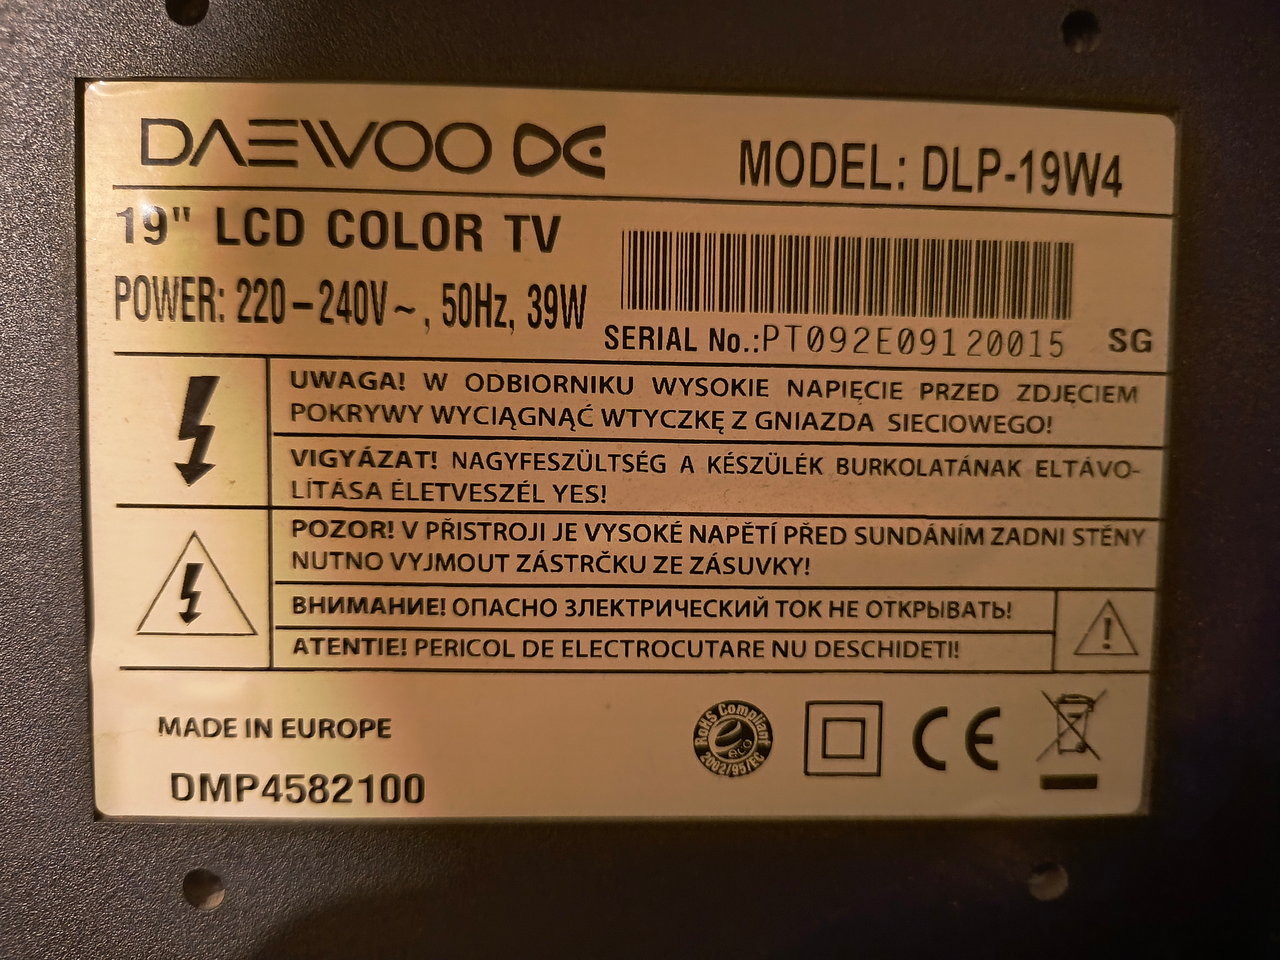 DAEWOO
MODEL: DLP-19W4
19" LCD COLOR TV
POWER: 220-240V~, 50Hz, 39W
SERIAL No.:PT092E09120015 SG
UWAGA! W ODBIORNIKU WYSOKIE NAPIĘCIE PRZED ZDJĘCIEM
POKRYWY WYCIĄGNĄĆ WTYCZKĘ Z GNIAZDA SIECIOWEGO!
VIGYÁZAT! NAGYFESZÜLTSÉG A KÉSZÜLÉK BURKOLATÁNAK ELTÁVO-
LÍTÁSA ÉLETVESZÉL YES!
POZOR! V PŘISTROJI JE VYSOKÉ NAPĚTÍ PŘED SUNDÁNÍM ZADNI STĚNY
NUTNO VYJMOUT ZÁSTRČKU ZE ZÁSUVKY!
ВНИМАНИЕ! ОПАСНО ЗЛЕКТРИЧЕСКИЙ ТОК НЕ ОТКРЫВАТЬ!
ATENTIE! PERICOL DE ELECTROCUTARE NU DESCHIDETI!
MADE IN EUROPE
DMP4582100
RoHS Compliant
eco
2002/95/EC
CE